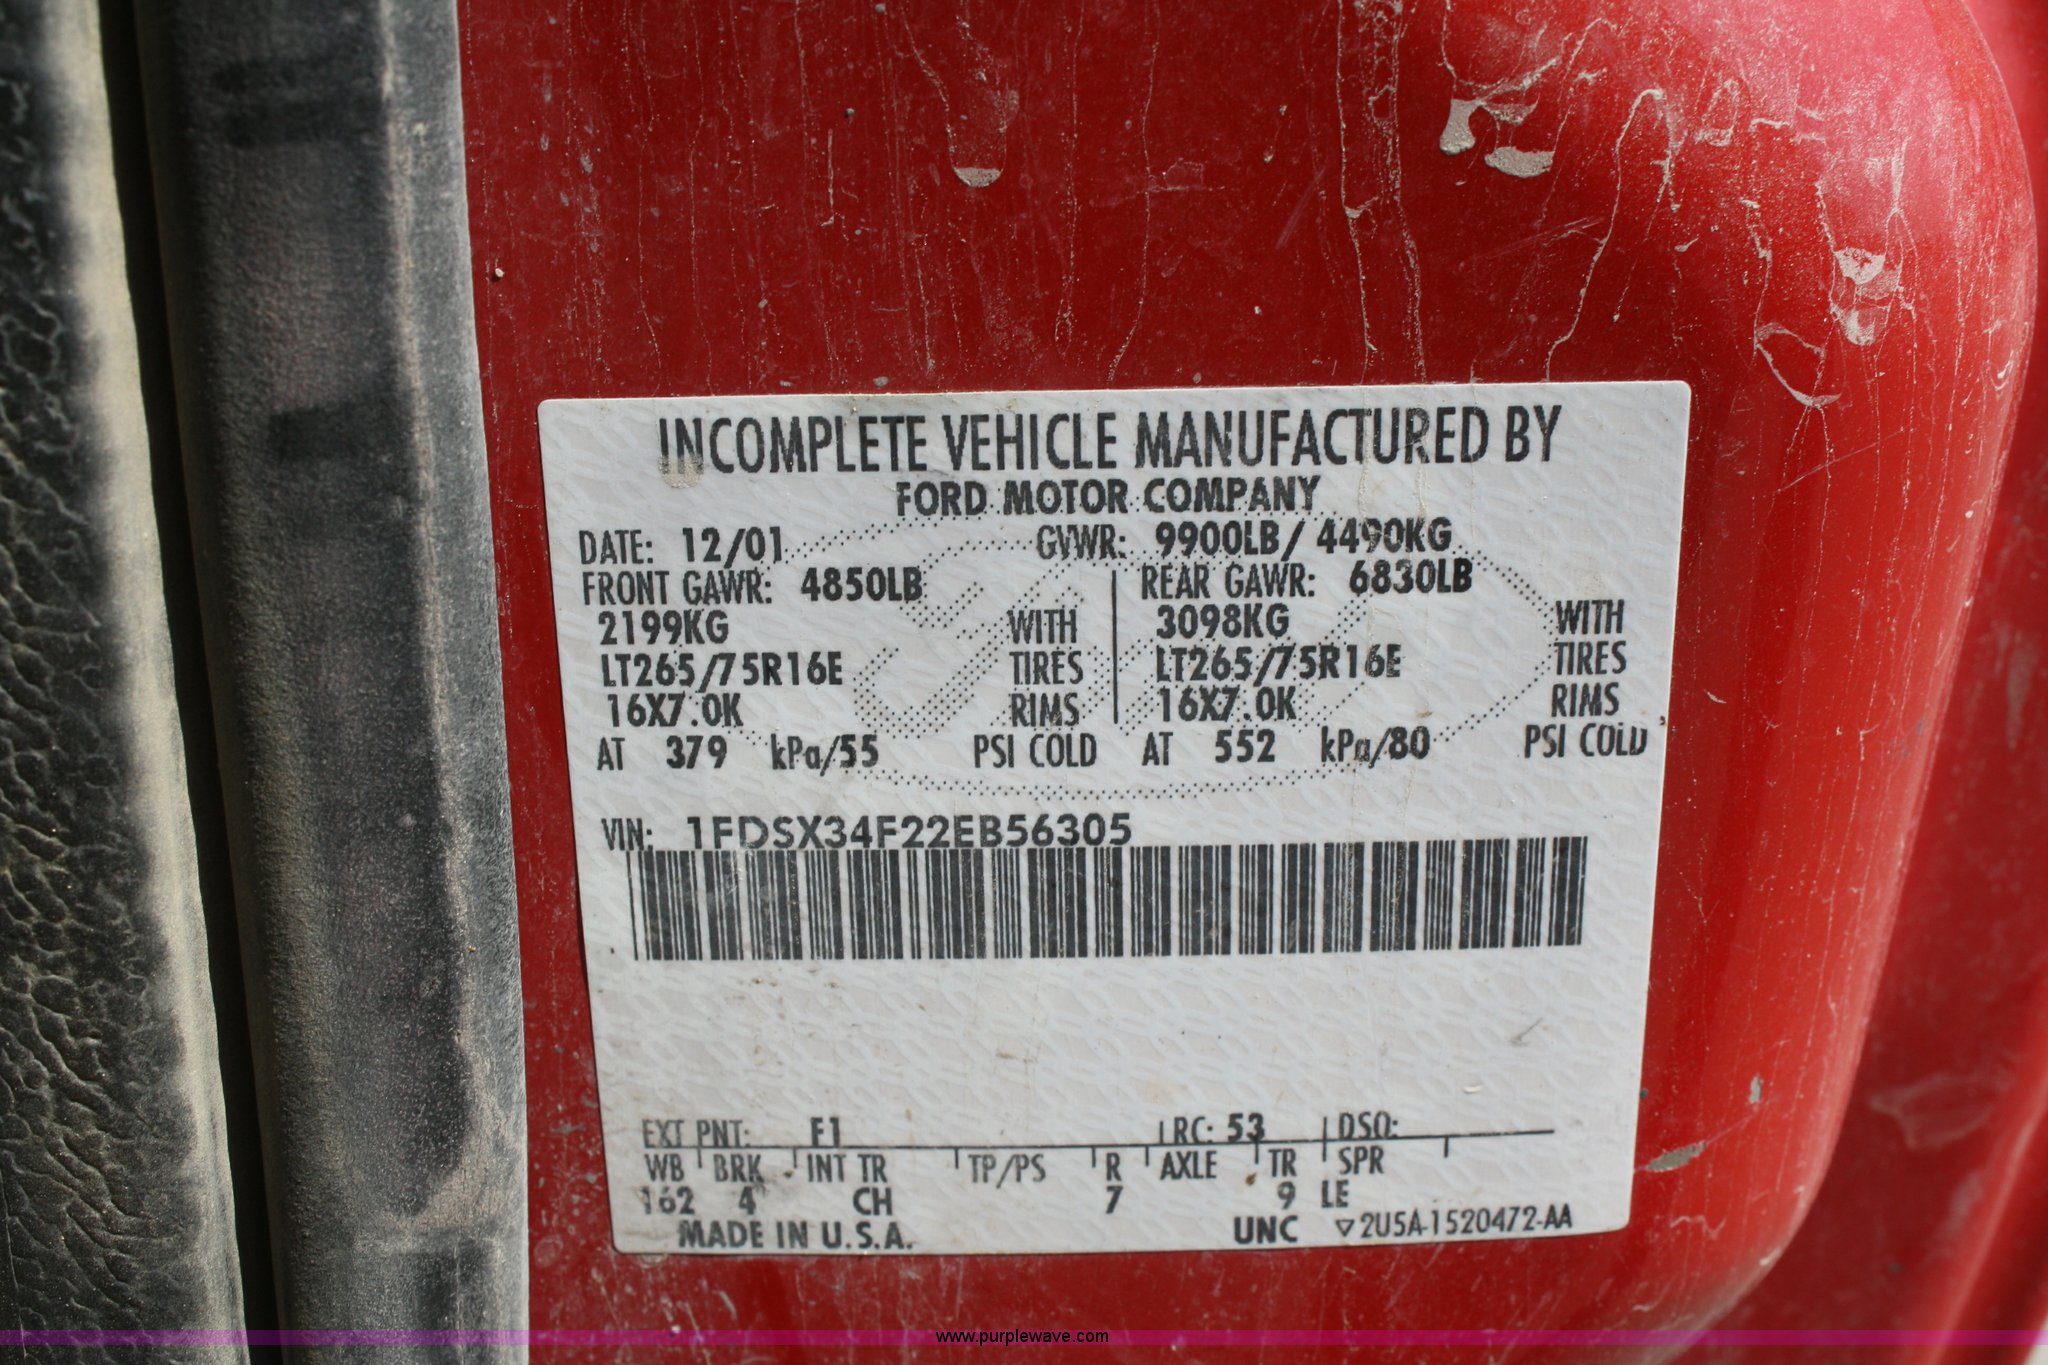 INCOMPLETE VEHICLE MANUFACTURED BY
FORD MOTOR COMPANY
DATE: 12/01 GVWR: 9900LB/ 4490KG
FRONT GAWR: 4850LB REAR GAWR: 6830LB
2199KG WITH 3098KG WITH
LT265/75R16E TIRES LT265/75R16E TIRES
16X7.0K RIMS 16X7.0K RIMS
AT 379 kPa/55 PSI COLD AT 552 kPa/80 PSI COLD
VIN: 1FDSX34F22EB56305
EXT PNT: F1 RC: 53 DSO:
WB BRK INT TR TP/PS R AXLE TR SPR
162 4 CH 7 9 LE
MADE IN U.S.A. UNC ▽2U5A-1520472-AA
www.purplewave.com